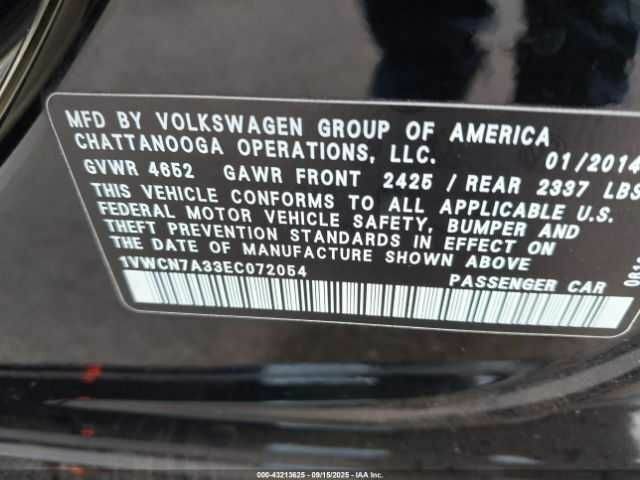 MFD BY VOLKSWAGEN GROUP OF AMERICA
CHATTANOOGA OPERATIONS, LLC. 01/2014
GVWR 4652 GAWR FRONT 2425 / REAR 2337 LBS
THIS VEHICLE CONFORMS TO ALL APPLICABLE U.S.
FEDERAL MOTOR VEHICLE SAFETY, BUMPER AND
THEFT PREVENTION STANDARDS IN EFFECT ON
THE DATE OF MANUFACTURE SHOWN ABOVE
1VWCN7A33EC072054 PASSENGER CAR
000-43213625 - 09/15/2025 - IAAI, Inc.